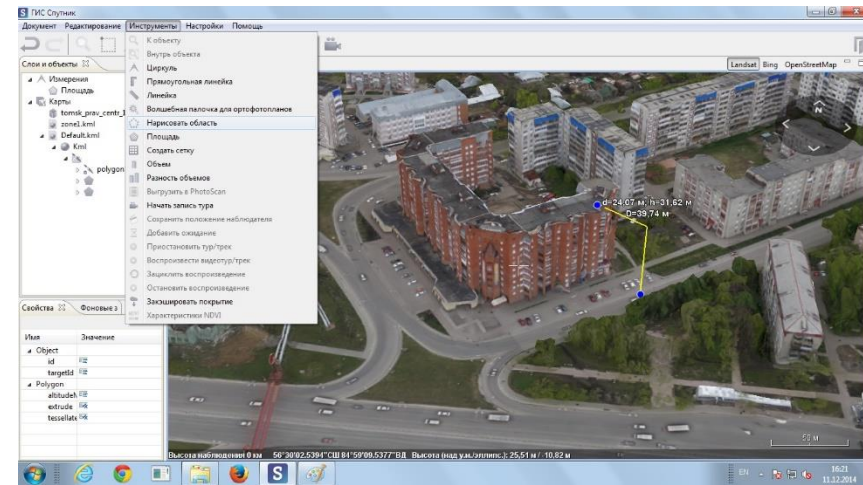 ГИС Спутник
Документ Редактирование Инструменты Настройки Помощь
Слои и объекты
Измерения
Площадь
Карты
tomsk_prav_centr_1
zone1.kml
Default.kml
Kml
polygon
К объекту
Внутрь объекта
Циркуль
Прямоугольная линейка
Линейка
Волшебная палочка для ортофотопланов
Нарисовать область
Площадь
Создать сетку
Объем
Разность объемов
Выгрузить в PhotoScan
Начать запись тура
Сохранить положение наблюдателя
Добавить ожидание
Приостановить тур/трек
Воспроизвести видеотур/трек
Зациклить воспроизведение
Остановить воспроизведение
Закэшировать покрытие
Характеристики NDVI
Landsat Bing OpenStreetMap
N
d=24,07 м; h=31,62 м
D=39,74 м
50 м
Свойства Фоновые з
Имя Значение
Object
id
targetId
Polygon
altitudeM
extrude
tessellate
Высота наблюдения 0 км 56°30'02.5394"СШ 84°59'09.5377"ВД Высота (над у.м./эллипс.): 25,51 м / -10,82 м
EN 16:21
11.12.2014